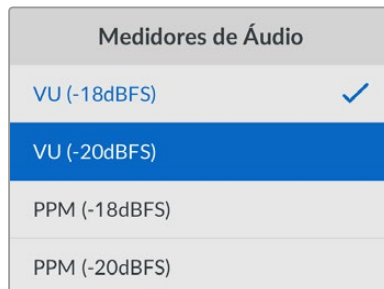 Medidores de Áudio
VU (-18dBFS)
VU (-20dBFS)
PPM (-18dBFS)
PPM (-20dBFS)